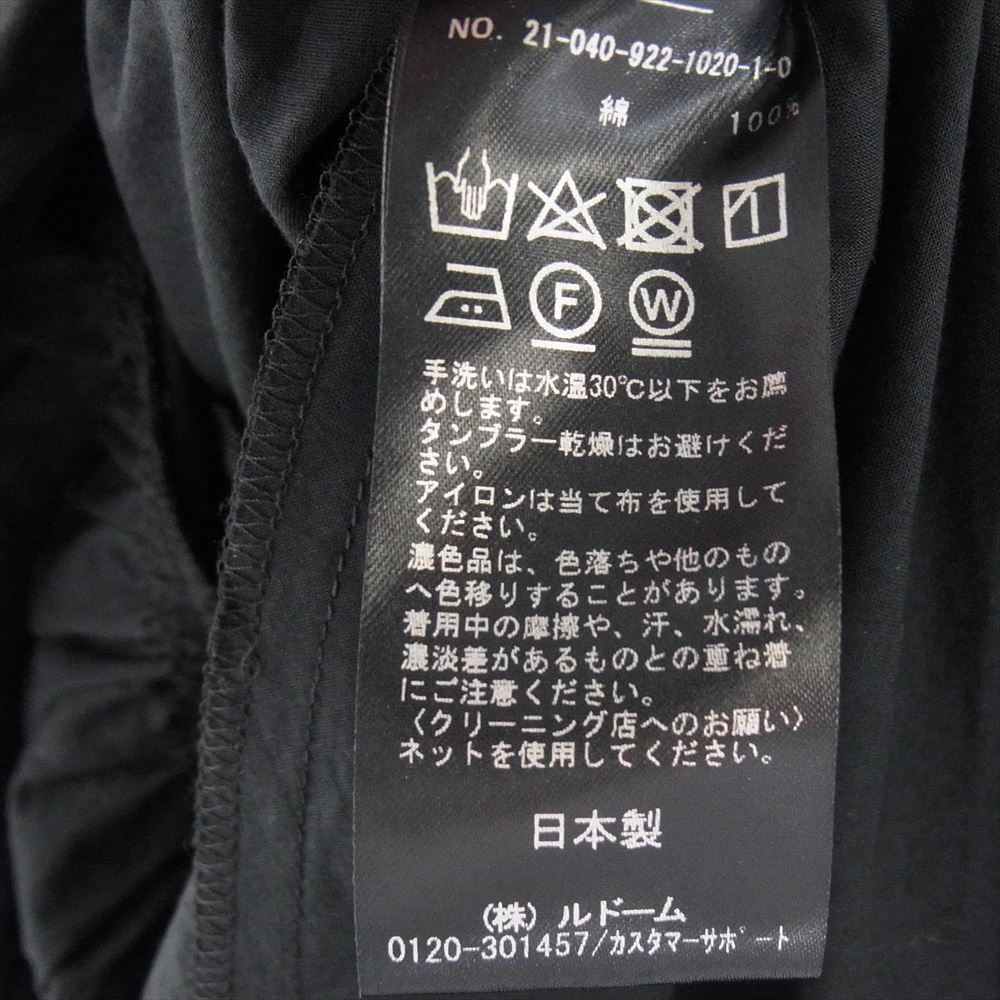 NO. 21-040-922-1020-1-0
綿 100%
F W
手洗いは水温30℃以下をお薦
めします。
タンブラー乾燥はお避けくだ
さい。
アイロンは当て布を使用して
ください。
濃色品は、色落ちや他のもの
へ色移りすることがあります。
着用中の摩擦や、汗、水濡れ、
濃淡差があるものとの重ね着
にご注意ください。
〈クリーニング店へのお願い〉
ネットを使用してください。
日本製
(株) ルドーム
0120-301457/カスタマーサポート